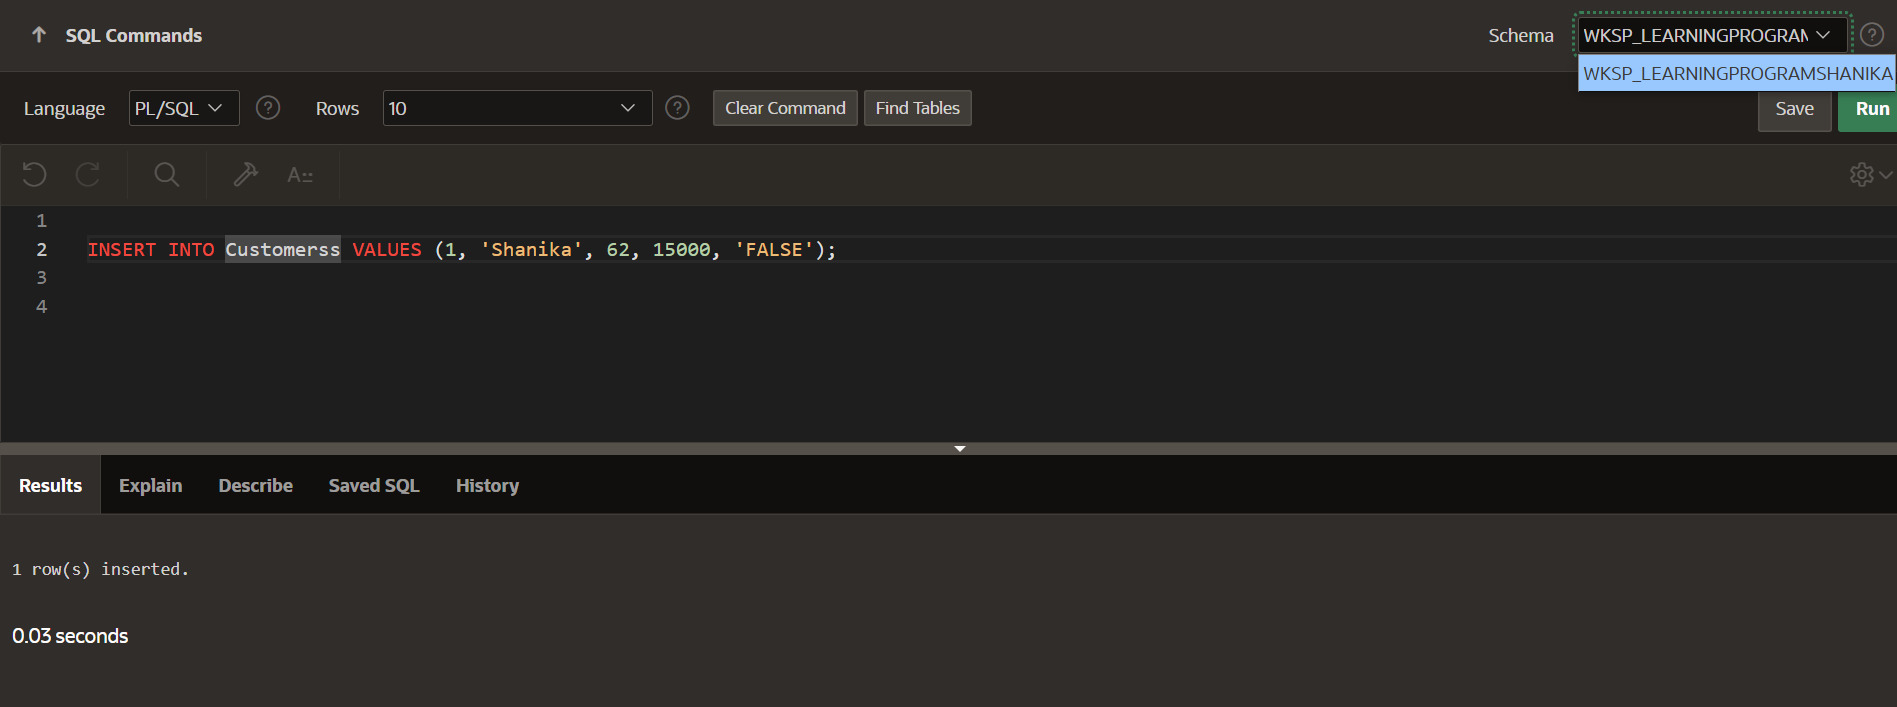 SQL Commands
Schema
WKSP_LEARNINGPROGRAM
WKSP_LEARNINGPROGRAMSHANIKA
Language
PL/SQL
Rows
10
Clear Command
Find Tables
Save
Run
A
1
2 INSERT INTO Customerss VALUES (1, 'Shanika', 62, 15000, 'FALSE');
3
4
Results
Explain
Describe
Saved SQL
History
1 row(s) inserted.
0.03 seconds